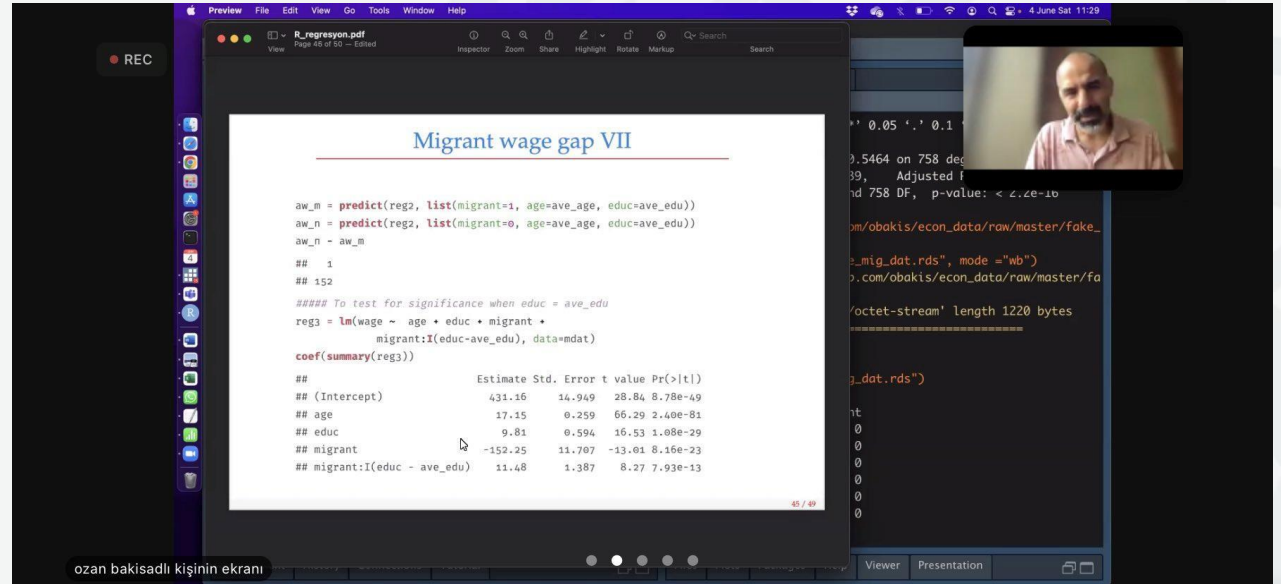 Preview File Edit View Go Tools Window Help
4 June Sat 11:29
REC
R_regresyon.pdf
Page 46 of 50 — Edited
View
Inspector Zoom Share Highlight Rotate Markup
Search
Search
Migrant wage gap VII
aw_m = predict(reg2, list(migrant=1, age=ave_age, educ=ave_edu))
aw_n = predict(reg2, list(migrant=0, age=ave_age, educ=ave_edu))
aw_n - aw_m
## 1
## 152
##### To test for significance when educ = ave_edu
reg3 = lm(wage ~ age + educ + migrant +
migrant:I(educ-ave_edu), data=mdat)
coef(summary(reg3))
## Estimate Std. Error t value Pr(>|t|)
## (Intercept) 431.16 14.949 28.84 8.78e-49
## age 17.15 0.259 66.29 2.40e-81
## educ 9.81 0.594 16.53 1.08e-29
## migrant -152.25 11.707 -13.01 8.16e-23
## migrant:I(educ - ave_edu) 11.48 1.387 8.27 7.93e-13
45 / 49
’ 0.05 ‘.’ 0.1
0.5464 on 758 deg
39, Adjusted
nd 758 DF, p-value: < 2.2e-16
om/obakis/econ_data/raw/master/fake_
e_mig_dat.rds", mode ="wb")
b.com/obakis/econ_data/raw/master/fa
/octet-stream' length 1220 bytes
=========================
g_dat.rds")
nt
0
0
0
0
0
0
Viewer Presentation
ozan bakisadlı kişinin ekranı